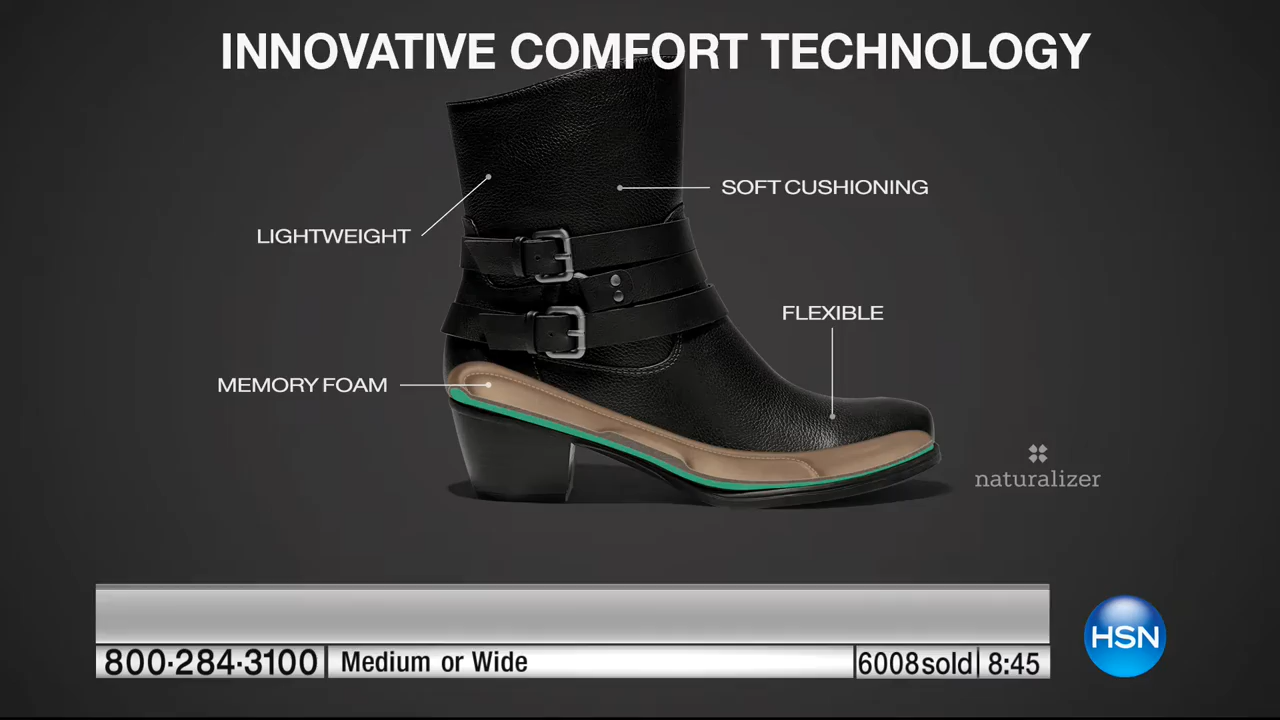 INNOVATIVE COMFORT TECHNOLOGY
SOFT CUSHIONING
LIGHTWEIGHT
FLEXIBLE
MEMORY FOAM
naturalizer
HSN
800·284·3100 Medium or Wide 6008sold 8:45